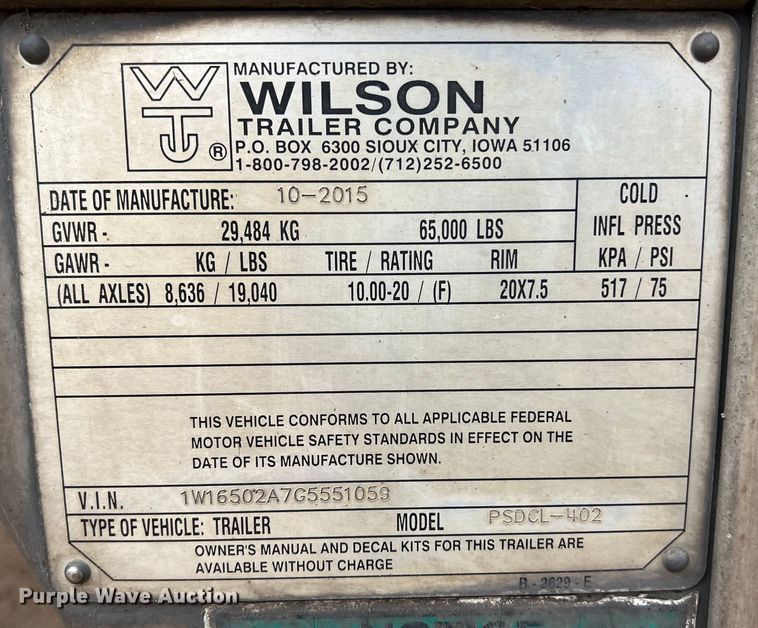 WTC ®
MANUFACTURED BY:
WILSON
TRAILER COMPANY
P.O. BOX 6300 SIOUX CITY, IOWA 51106
1-800-798-2002/(712)252-6500
DATE OF MANUFACTURE: 10-2015 COLD
GVWR - 29,484 KG 65,000 LBS INFL PRESS
GAWR - KG / LBS TIRE / RATING RIM KPA / PSI
(ALL AXLES) 8,636 / 19,040 10.00-20 / (F) 20X7.5 517 / 75
THIS VEHICLE CONFORMS TO ALL APPLICABLE FEDERAL
MOTOR VEHICLE SAFETY STANDARDS IN EFFECT ON THE
DATE OF ITS MANUFACTURE SHOWN.
V.I.N. 1W16502A7G5551059
TYPE OF VEHICLE: TRAILER MODEL PSDCL-402
OWNER'S MANUAL AND DECAL KITS FOR THIS TRAILER ARE
AVAILABLE WITHOUT CHARGE
B - 2629 - F
Purple Wave Auction